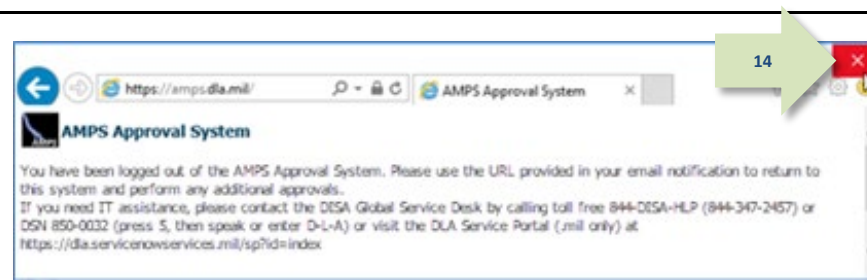 14
https://amps.dla.mil/
AMPS Approval System
AMPS Approval System
You have been logged out of the AMPS Approval System. Please use the URL provided in your email notification to return to
this system and perform any additional approvals.
If you need IT assistance, please contact the DISA Global Service Desk by calling toll free 844-DISA-HLP (844-347-2457) or
DSN 850-0032 (press 5, then speak or enter D-L-A) or visit the DLA Service Portal (.mil only) at
https://dla.servicenowservices.mil/sp?id=index